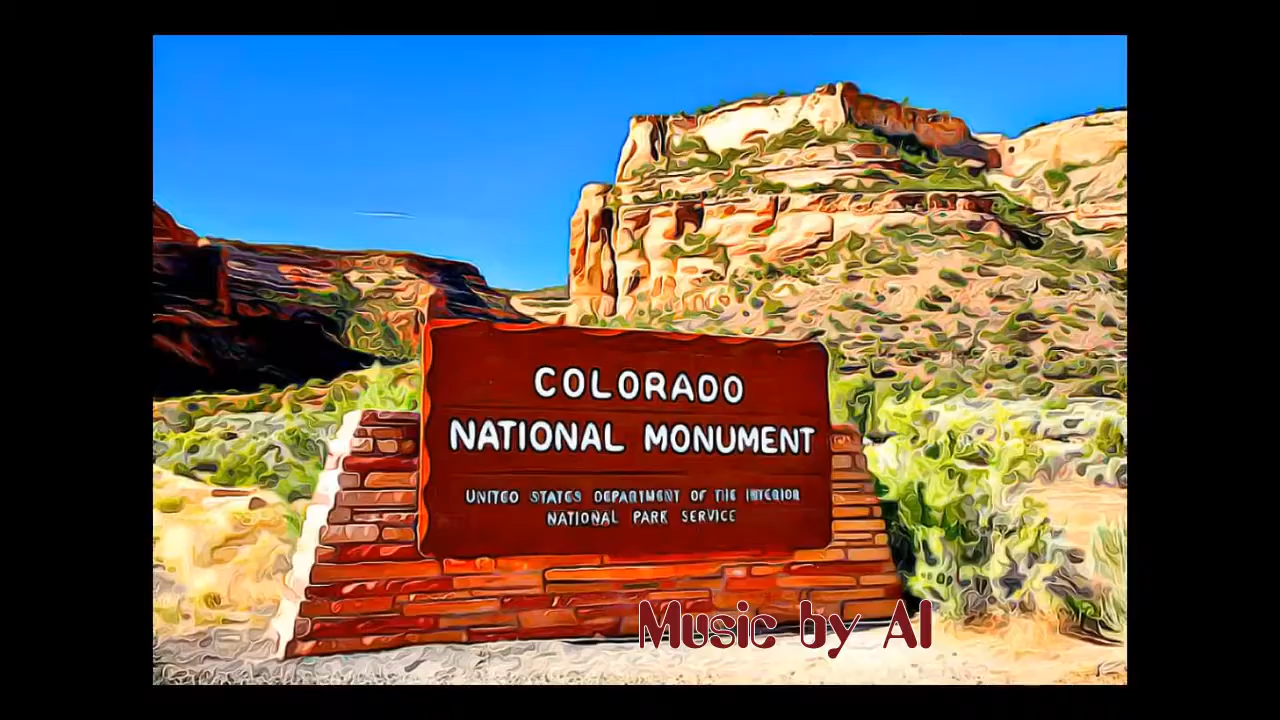 COLORADO
NATIONAL MONUMENT
UNITED STATES DEPARTMENT OF THE INTERIOR
NATIONAL PARK SERVICE
Music by AI